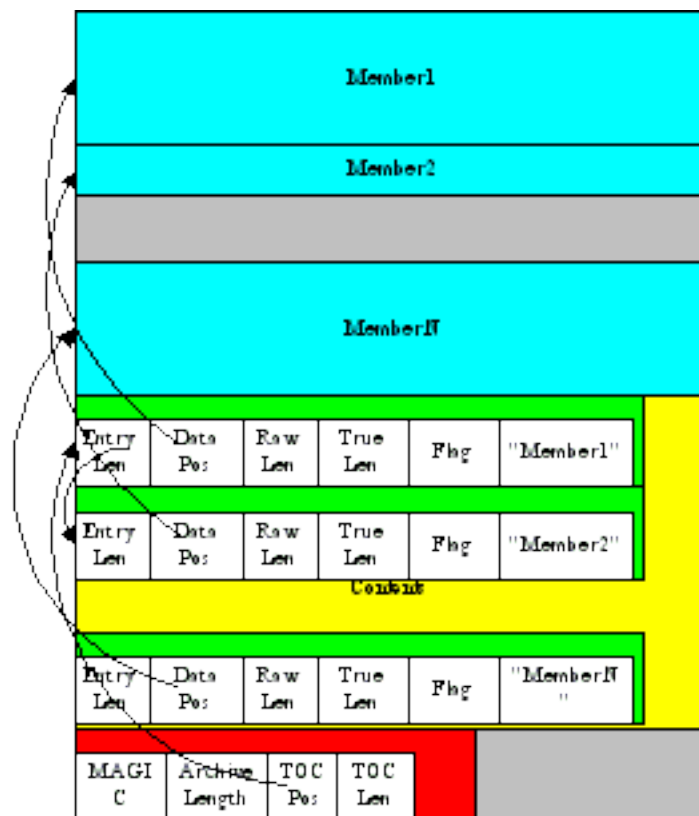 Member1
Member2
MemberN
Entry Data Raw True Flag "Member1"
Len Pos Len Len
Entry Data Raw True Flag "Member2"
Len Pos Len Len
Contents
Entry Data Raw True Flag "MemberN
Len Pos Len Len "
MAGI Archive TOC TOC
C Length Pos Len